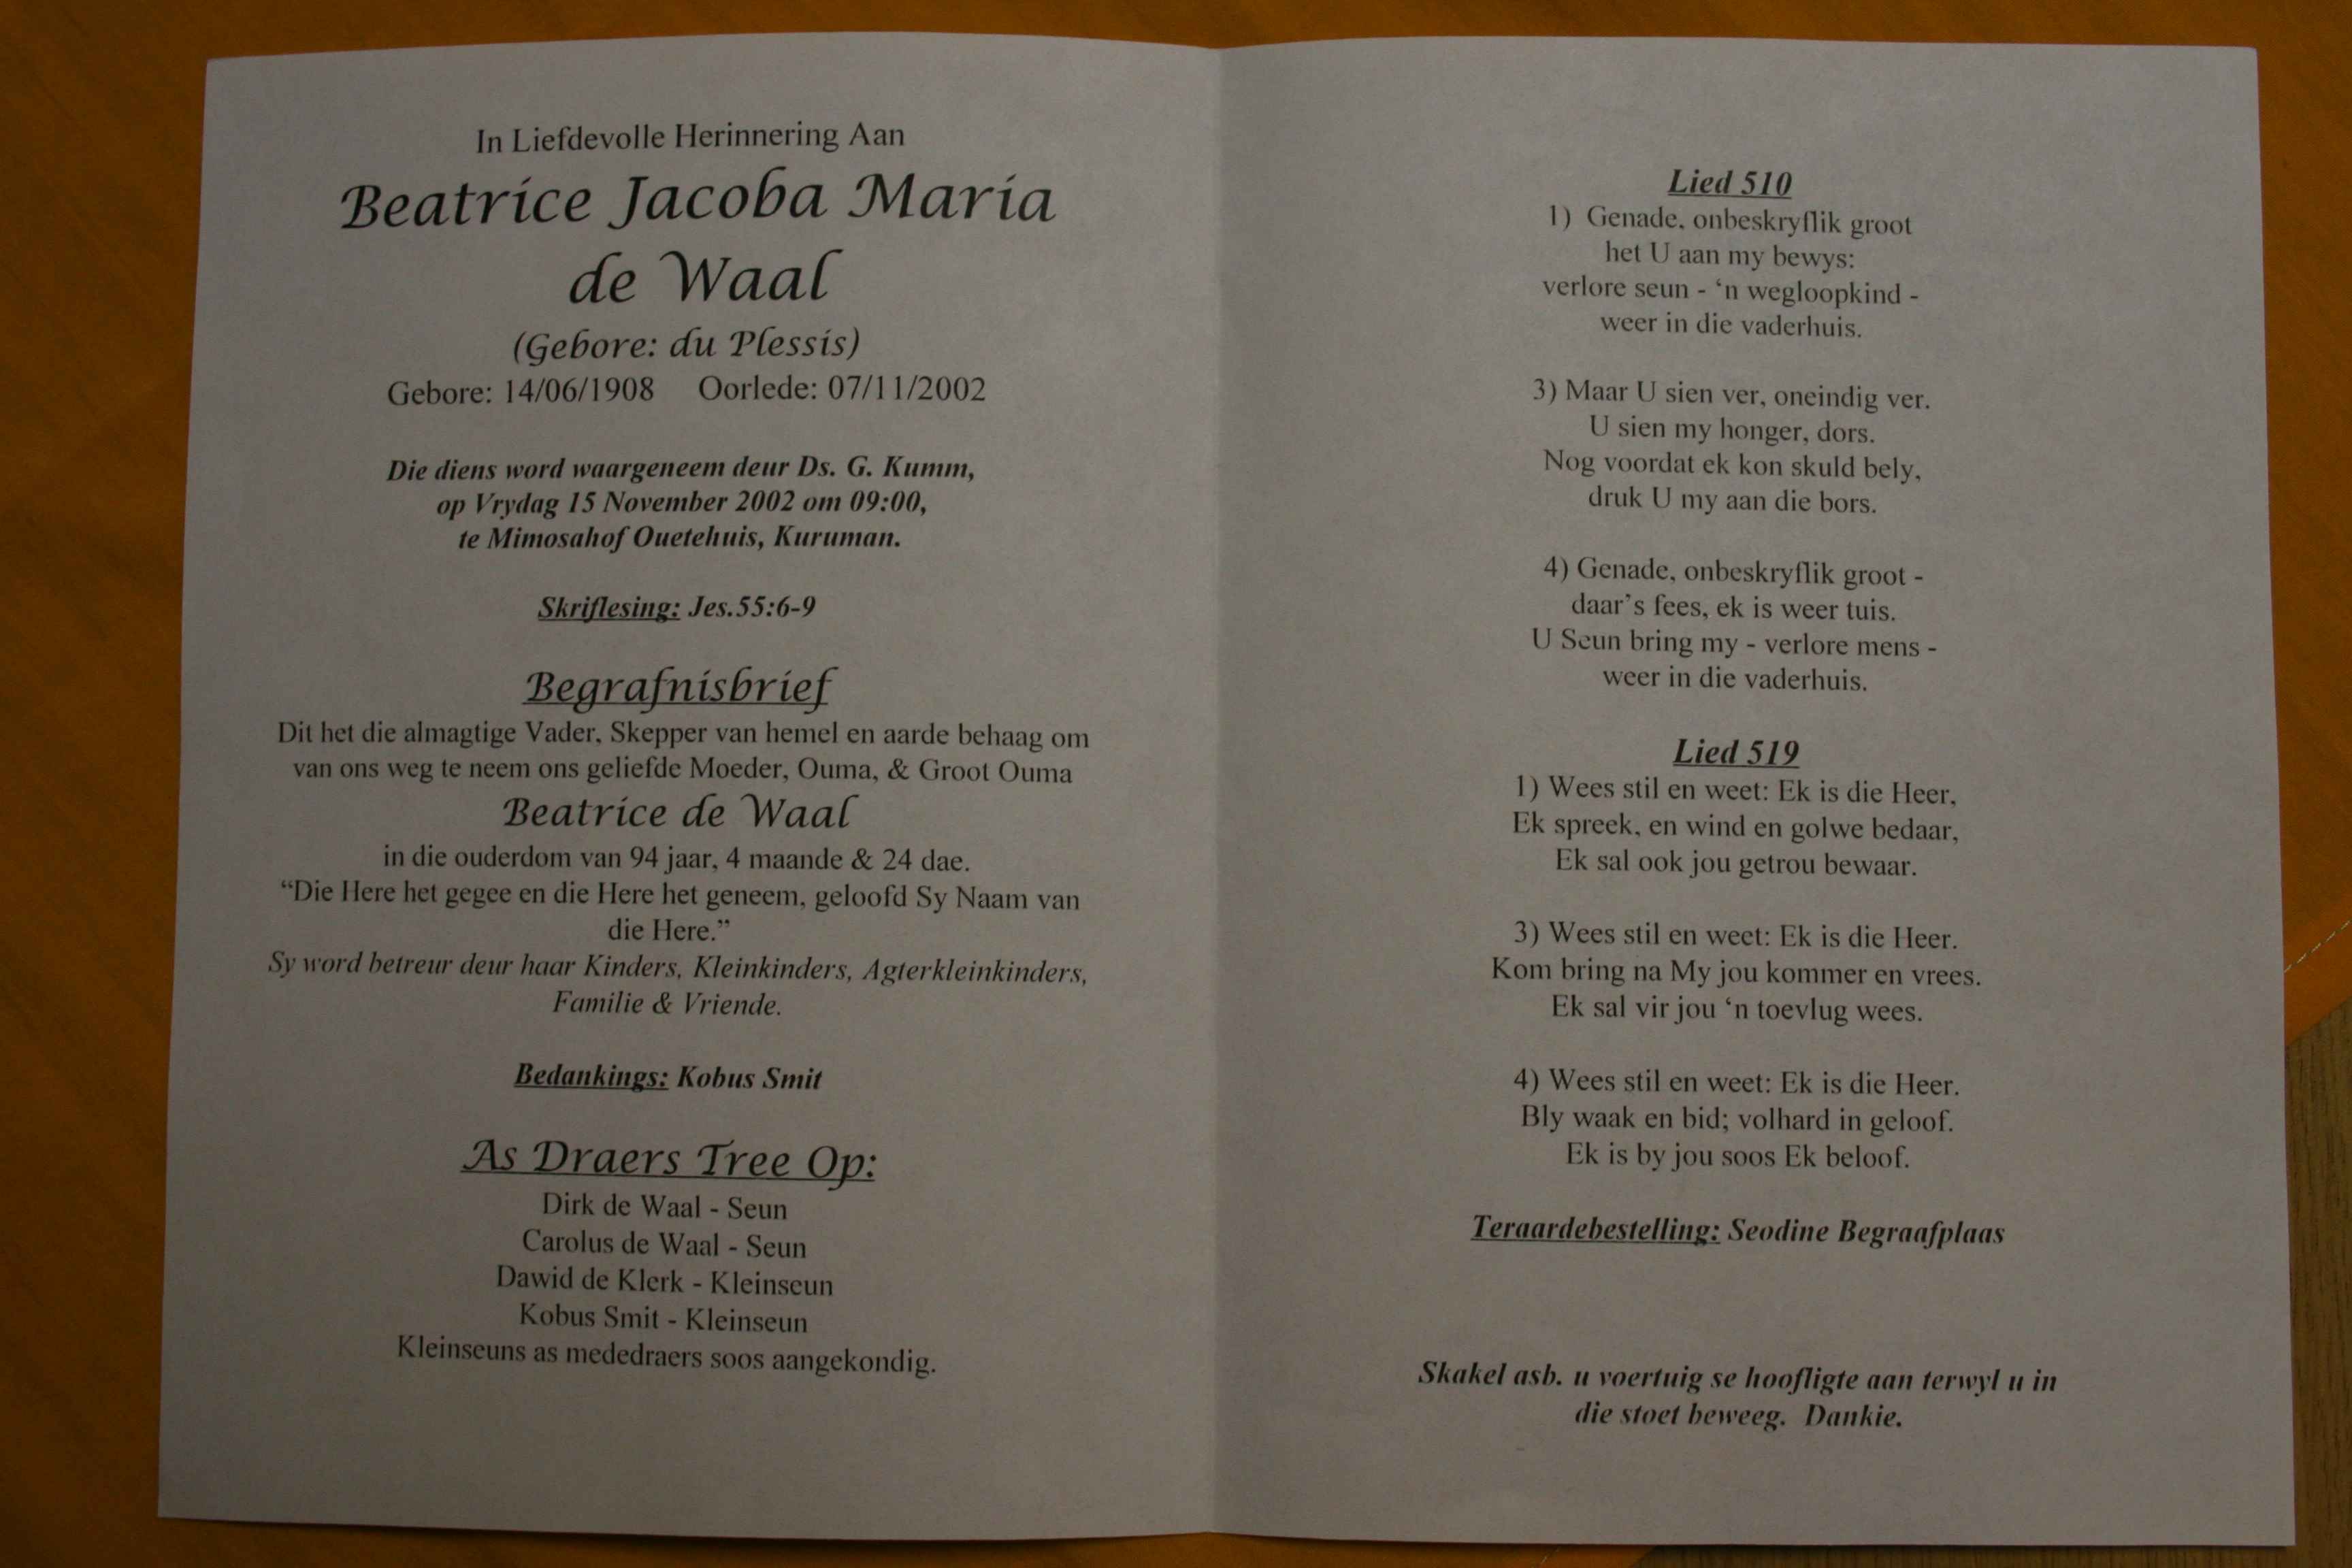 In Liefdevolle Herinnering Aan
Beatrice Jacoba Maria
de Waal
(Gebore: du Plessis)
Gebore: 14/06/1908 Oorlede: 07/11/2002
Die diens word waargeneem deur Ds. G. Kumm,
op Vrydag 15 November 2002 om 09:00,
te Mimosahof Ouetehuis, Kuruman.
Skriflesing: Jes.55:6-9
Begrafnisbrief
Dit het die almagtige Vader, Skepper van hemel en aarde behaag om
van ons weg te neem ons geliefde Moeder, Ouma, & Groot Ouma
Beatrice de Waal
in die ouderdom van 94 jaar, 4 maande & 24 dae.
“Die Here het gegee en die Here het geneem, geloofd Sy Naam van
die Here.”
Sy word betreur deur haar Kinders, Kleinkinders, Agterkleinkinders,
Familie & Vriende.
Bedankings: Kobus Smit
As Draers Tree Op:
Dirk de Waal - Seun
Carolus de Waal - Seun
Dawid de Klerk - Kleinseun
Kobus Smit - Kleinseun
Kleinseuns as mededraers soos aangekondig.
Lied 510
1) Genade, onbeskryflik groot
het U aan my bewys:
verlore seun - ‘n wegloopkind -
weer in die vaderhuis.
3) Maar U sien ver, oneindig ver.
U sien my honger, dors.
Nog voordat ek kon skuld bely,
druk U my aan die bors.
4) Genade, onbeskryflik groot -
daar’s fees, ek is weer tuis.
U Seun bring my - verlore mens -
weer in die vaderhuis.
Lied 519
1) Wees stil en weet: Ek is die Heer,
Ek spreek, en wind en golwe bedaar,
Ek sal ook jou getrou bewaar.
3) Wees stil en weet: Ek is die Heer.
Kom bring na My jou kommer en vrees.
Ek sal vir jou ‘n toevlug wees.
4) Wees stil en weet: Ek is die Heer.
Bly waak en bid; volhard in geloof.
Ek is by jou soos Ek beloof.
Teraardebestelling: Seodine Begraafplaas
Skakel asb. u voertuig se hoofligte aan terwyl u in
die stoet beweeg. Dankie.